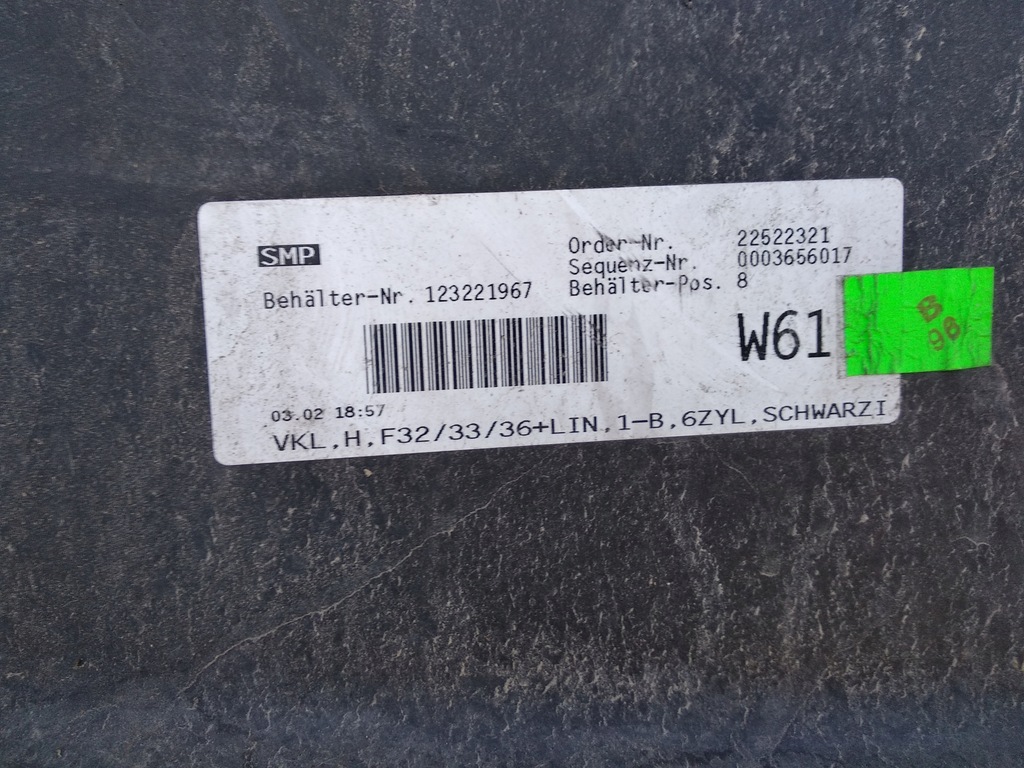 SMP
Order-Nr. 22522321
Sequenz-Nr. 0003656017
Behälter-Nr. 123221967
Behälter-Pos. 8
W61
B
96
03.02 18:57
VKL,H,F32/33/36+LIN,1-B,6ZYL,SCHWARZI